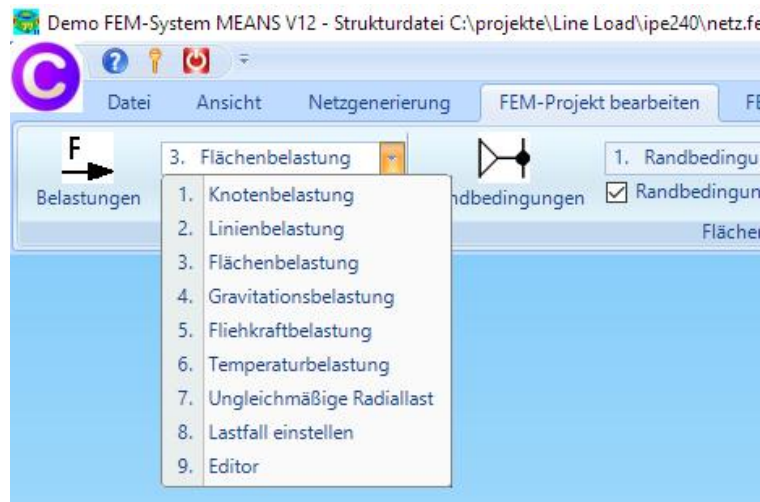 Demo FEM-System MEANS V12 - Strukturdatei C:\projekte\Line Load\ipe240\netz.fe
C
Datei Ansicht Netzgenerierung FEM-Projekt bearbeiten FE
F
3. Flächenbelastung 1. Randbedingu
Belastungen ndbedingungen Randbedingun
Flächen
1. Knotenbelastung
2. Linienbelastung
3. Flächenbelastung
4. Gravitationsbelastung
5. Fliehkraftbelastung
6. Temperaturbelastung
7. Ungleichmäßige Radiallast
8. Lastfall einstellen
9. Editor